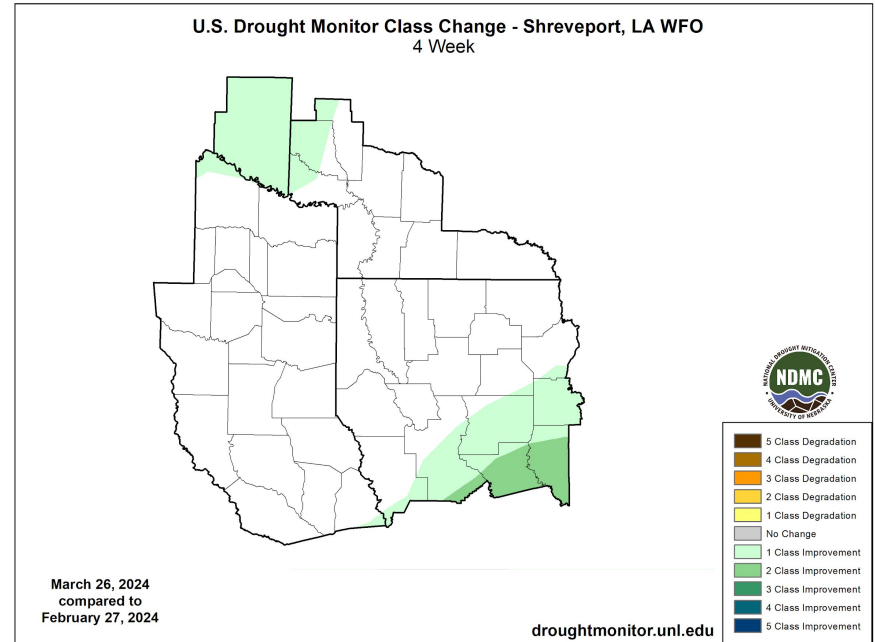 U.S. Drought Monitor Class Change - Shreveport, LA WFO
4 Week
NATIONAL DROUGHT MITIGATION CENTER
NDMC
UNIVERSITY OF NEBRASKA
5 Class Degradation
4 Class Degradation
3 Class Degradation
2 Class Degradation
1 Class Degradation
No Change
1 Class Improvement
2 Class Improvement
3 Class Improvement
4 Class Improvement
5 Class Improvement
March 26, 2024
compared to
February 27, 2024
droughtmonitor.unl.edu